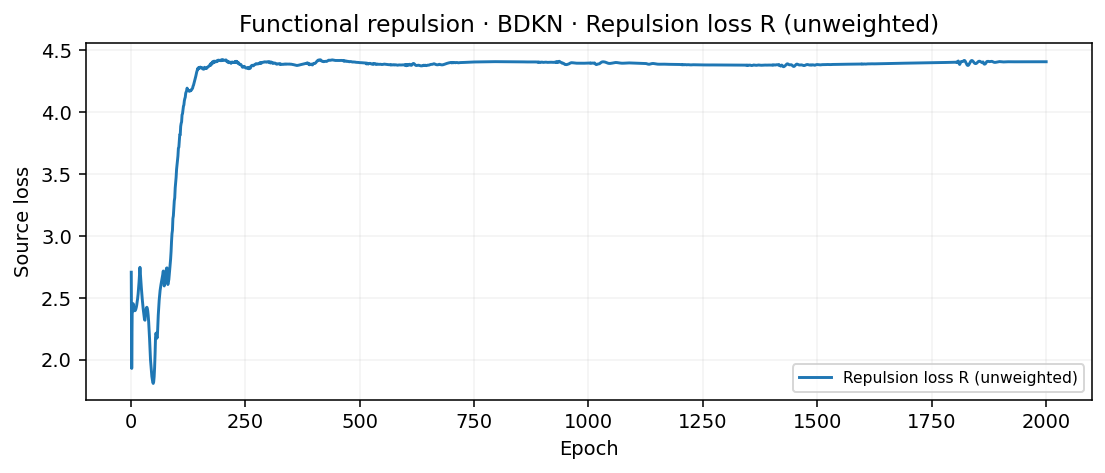 Functional repulsion · BDKN · Repulsion loss R (unweighted)
Source loss
4.5
4.0
3.5
3.0
2.5
2.0
Repulsion loss R (unweighted)
0 250 500 750 1000 1250 1500 1750 2000
Epoch